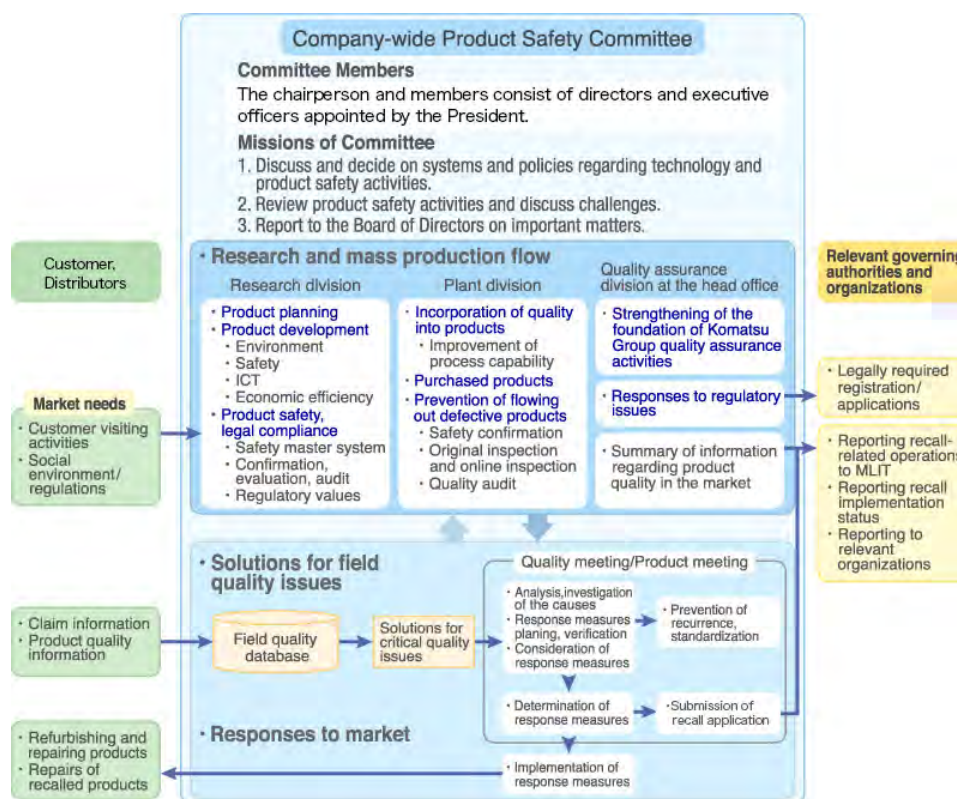 Company-wide Product Safety Committee
Committee Members
The chairperson and members consist of directors and executive
officers appointed by the President.
Missions of Committee
1. Discuss and decide on systems and policies regarding technology and
product safety activities.
2. Review product safety activities and discuss challenges.
3. Report to the Board of Directors on important matters.
Customer,
Distributors
Market needs
・Customer visiting
activities
・Social
environment/
regulations
・Research and mass production flow
Research division
・Product planning
・Product development
・Environment
・Safety
・ICT
・Economic efficiency
・Product safety,
legal compliance
・Safety master system
・Confirmation,
evaluation, audit
・Regulatory values
Plant division
・Incorporation of quality
into products
・Improvement of
process capability
・Purchased products
・Prevention of flowing
out defective products
・Safety confirmation
・Original inspection
and online inspection
・Quality audit
Quality assurance
division at the head office
・Strengthening of the
foundation of Komatsu
Group quality assurance
activities
・Responses to regulatory
issues
・Summary of information
regarding product
quality in the market
Relevant governing
authorities and
organizations
・Legally required
registration/
applications
・Reporting recall-
related operations
to MLIT
・Reporting recall
implementation
status
・Reporting to
relevant
organizations
・Solutions for field
quality issues
・Claim information
・Product quality
information
Field quality
database
Solutions for
critical quality
issues
Quality meeting/Product meeting
・Analysis,investigation
of the causes
・Response measures
planing, verification
・Consideration of
response measures
・Prevention of
recurrence,
standardization
・Determination of
response measures
・Submission of
recall application
・Responses to market
・Implementation of
response measures
・Refurbishing and
repairing products
・Repairs of
recalled products